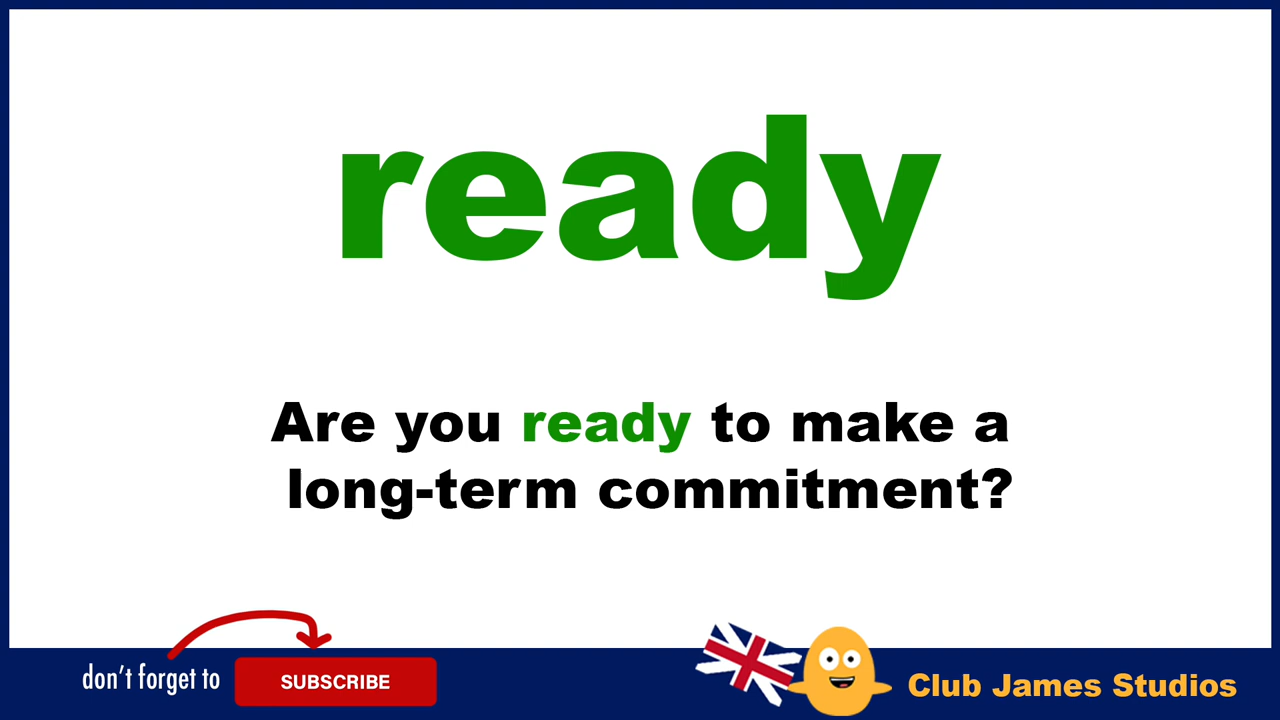 ready
Are you ready to make a
long-term commitment?
don't forget to
SUBSCRIBE
Club James Studios